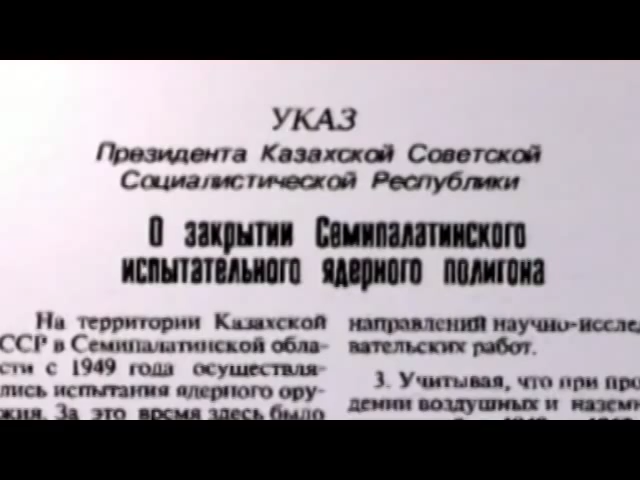 УКАЗ
Президента Казахской Советской
Социалистической Республики
О закрытии Семипалатинского
испытательного ядерного полигона
На территории Казахской
ССР в Семипалатинской обла-
сти с 1949 года осуществля-
лись испытания ядерного ору-
жия. За это время здесь было
направлений научно-исслед
вательских работ.
3. Учитывая, что при про
дении воздушных и наземн